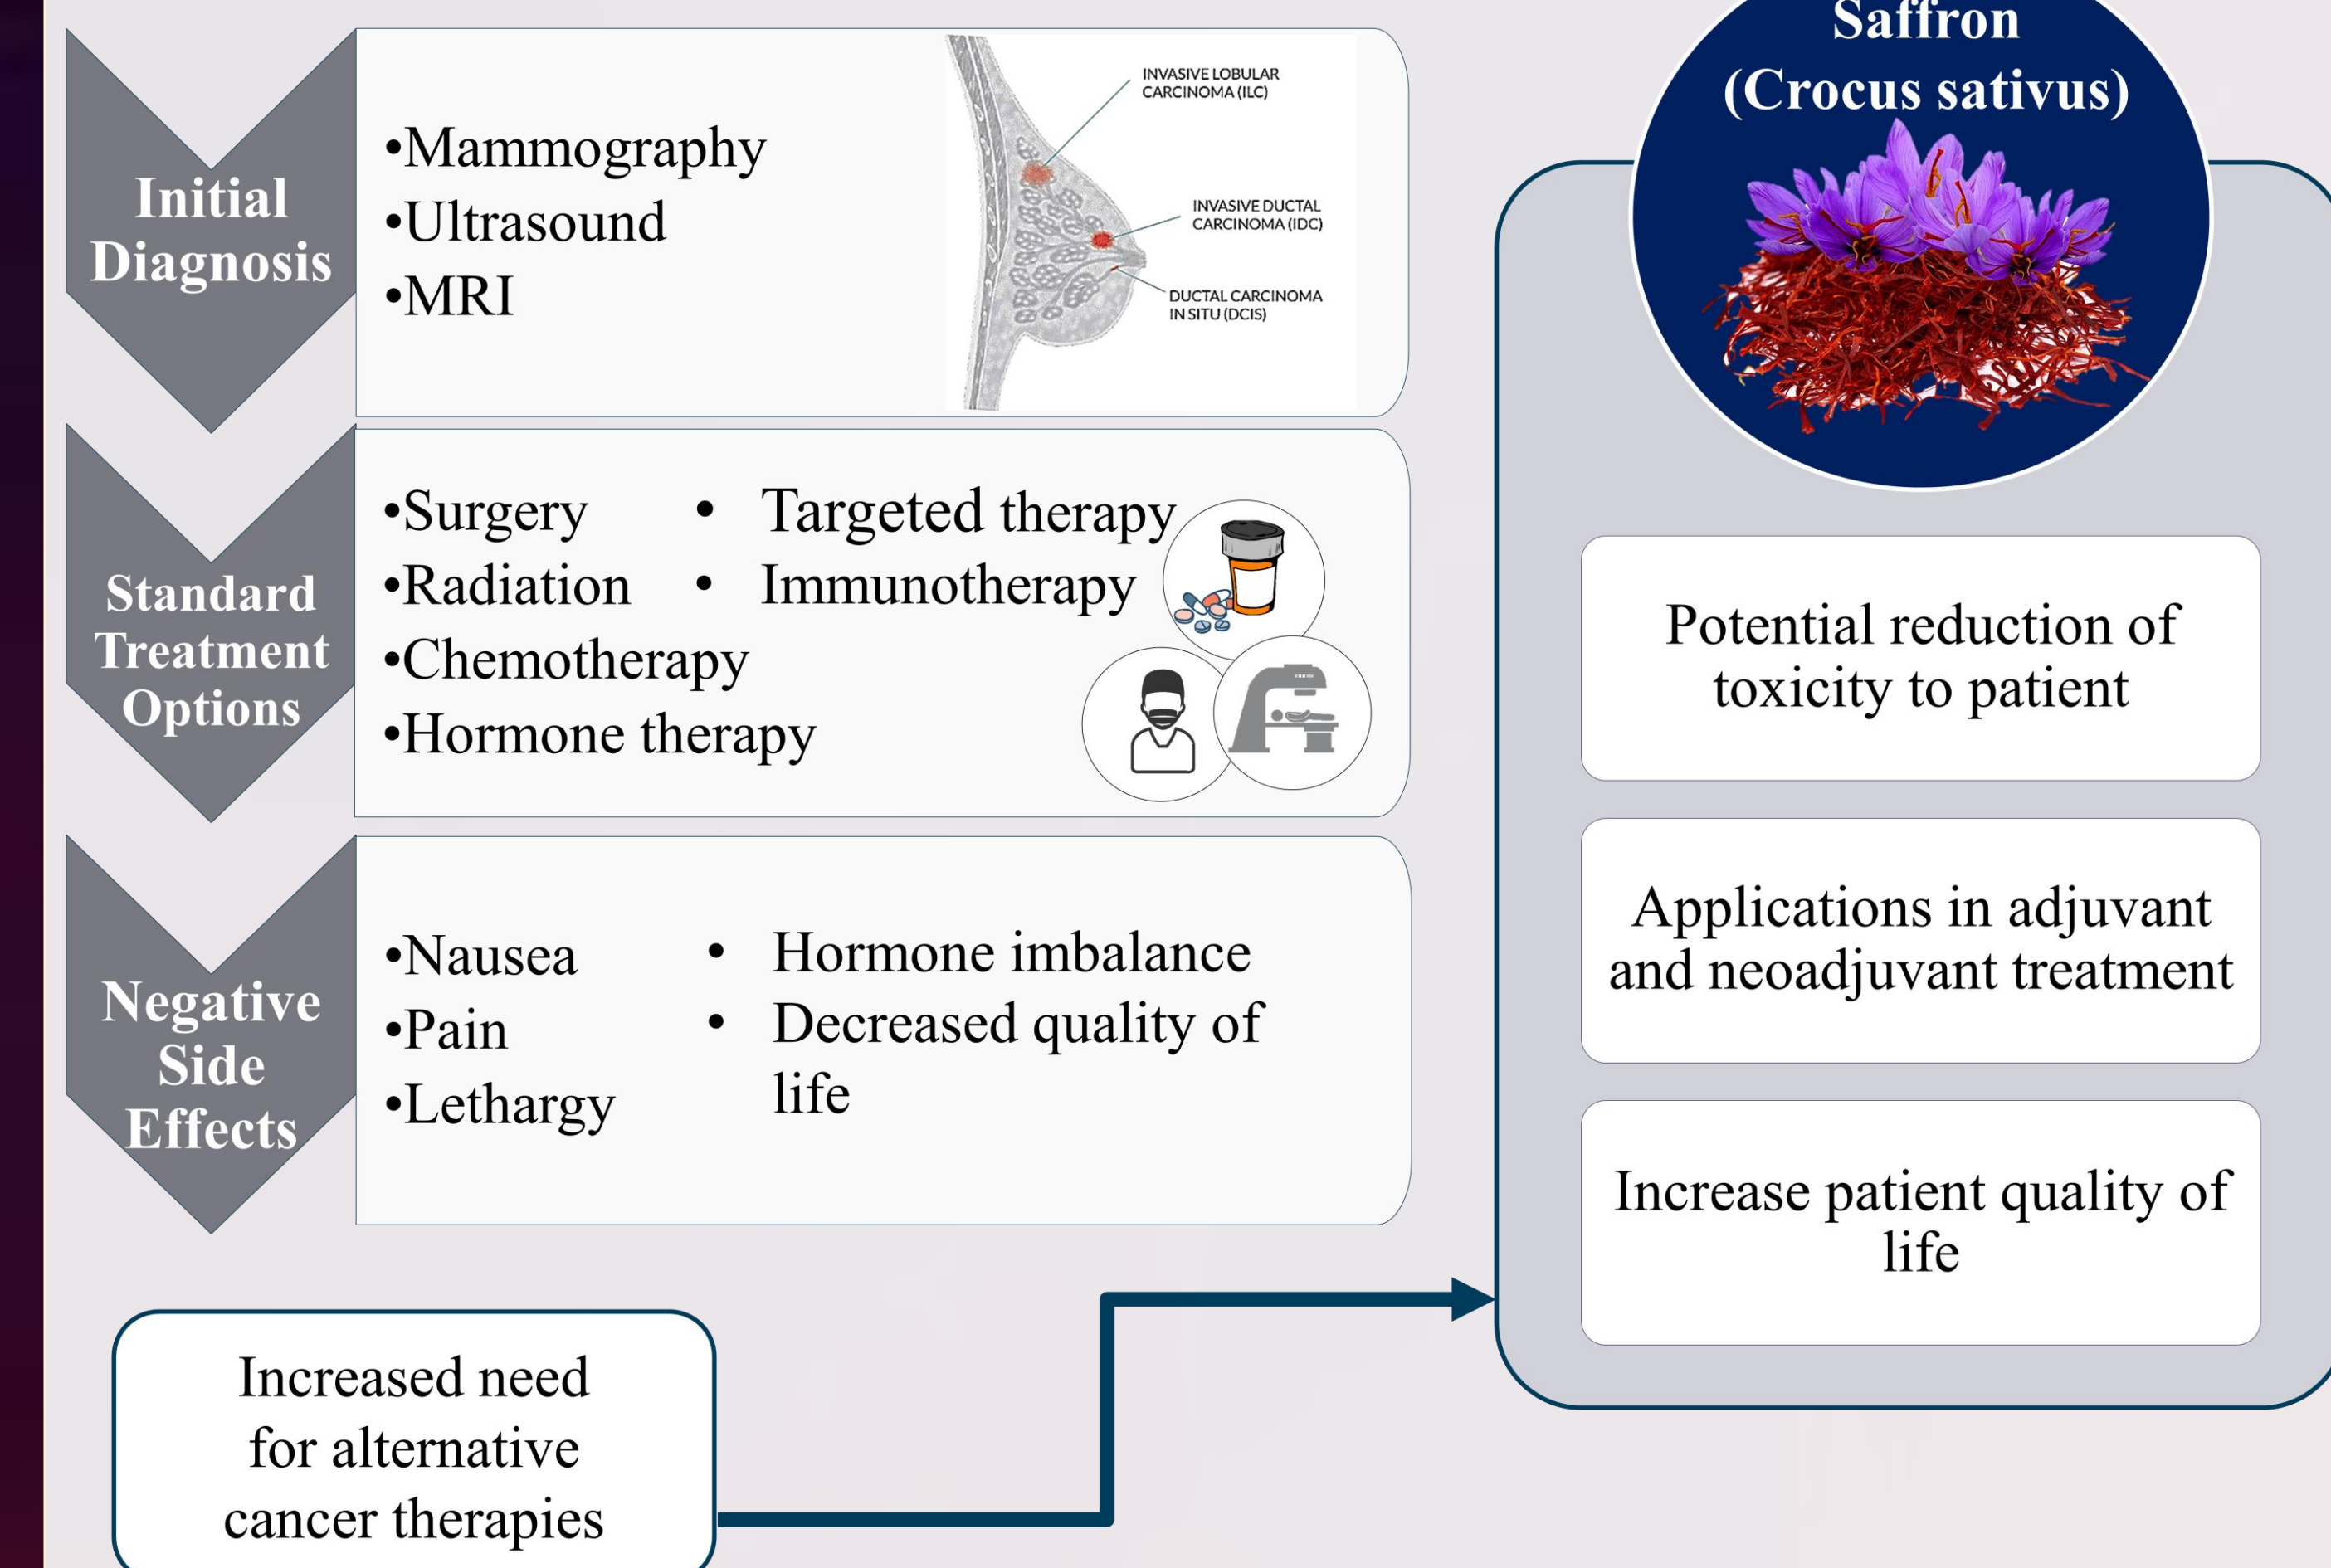 Initial
Diagnosis
•Mammography
•Ultrasound
•MRI
INVASIVE LOBULAR
CARCINOMA (ILC)
INVASIVE DUCTAL
CARCINOMA (IDC)
DUCTAL CARCINOMA
IN SITU (DCIS)
Standard
Treatment
Options
•Surgery
•Radiation
•Chemotherapy
•Hormone therapy
• Targeted therapy
• Immunotherapy
Negative
Side
Effects
•Nausea
•Pain
•Lethargy
• Hormone imbalance
• Decreased quality of
life
Increased need
for alternative
cancer therapies
Saffron
(Crocus sativus)
Potential reduction of
toxicity to patient
Applications in adjuvant
and neoadjuvant treatment
Increase patient quality of
life